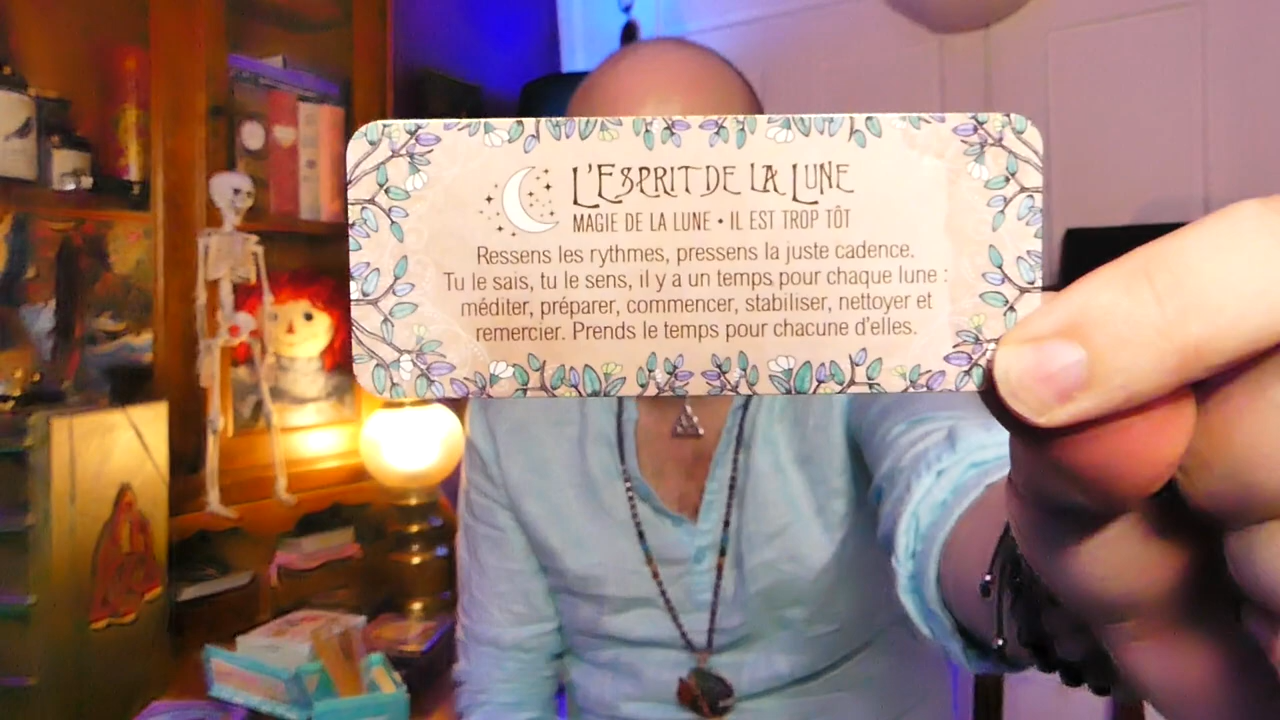 L'ESPRIT DE LA LUNE
MAGIE DE LA LUNE • IL EST TROP TÔT
Ressens les rythmes, pressens la juste cadence.
Tu le sais, tu le sens, il y a un temps pour chaque lune :
méditer, préparer, commencer, stabiliser, nettoyer et
remercier. Prends le temps pour chacune d'elles.